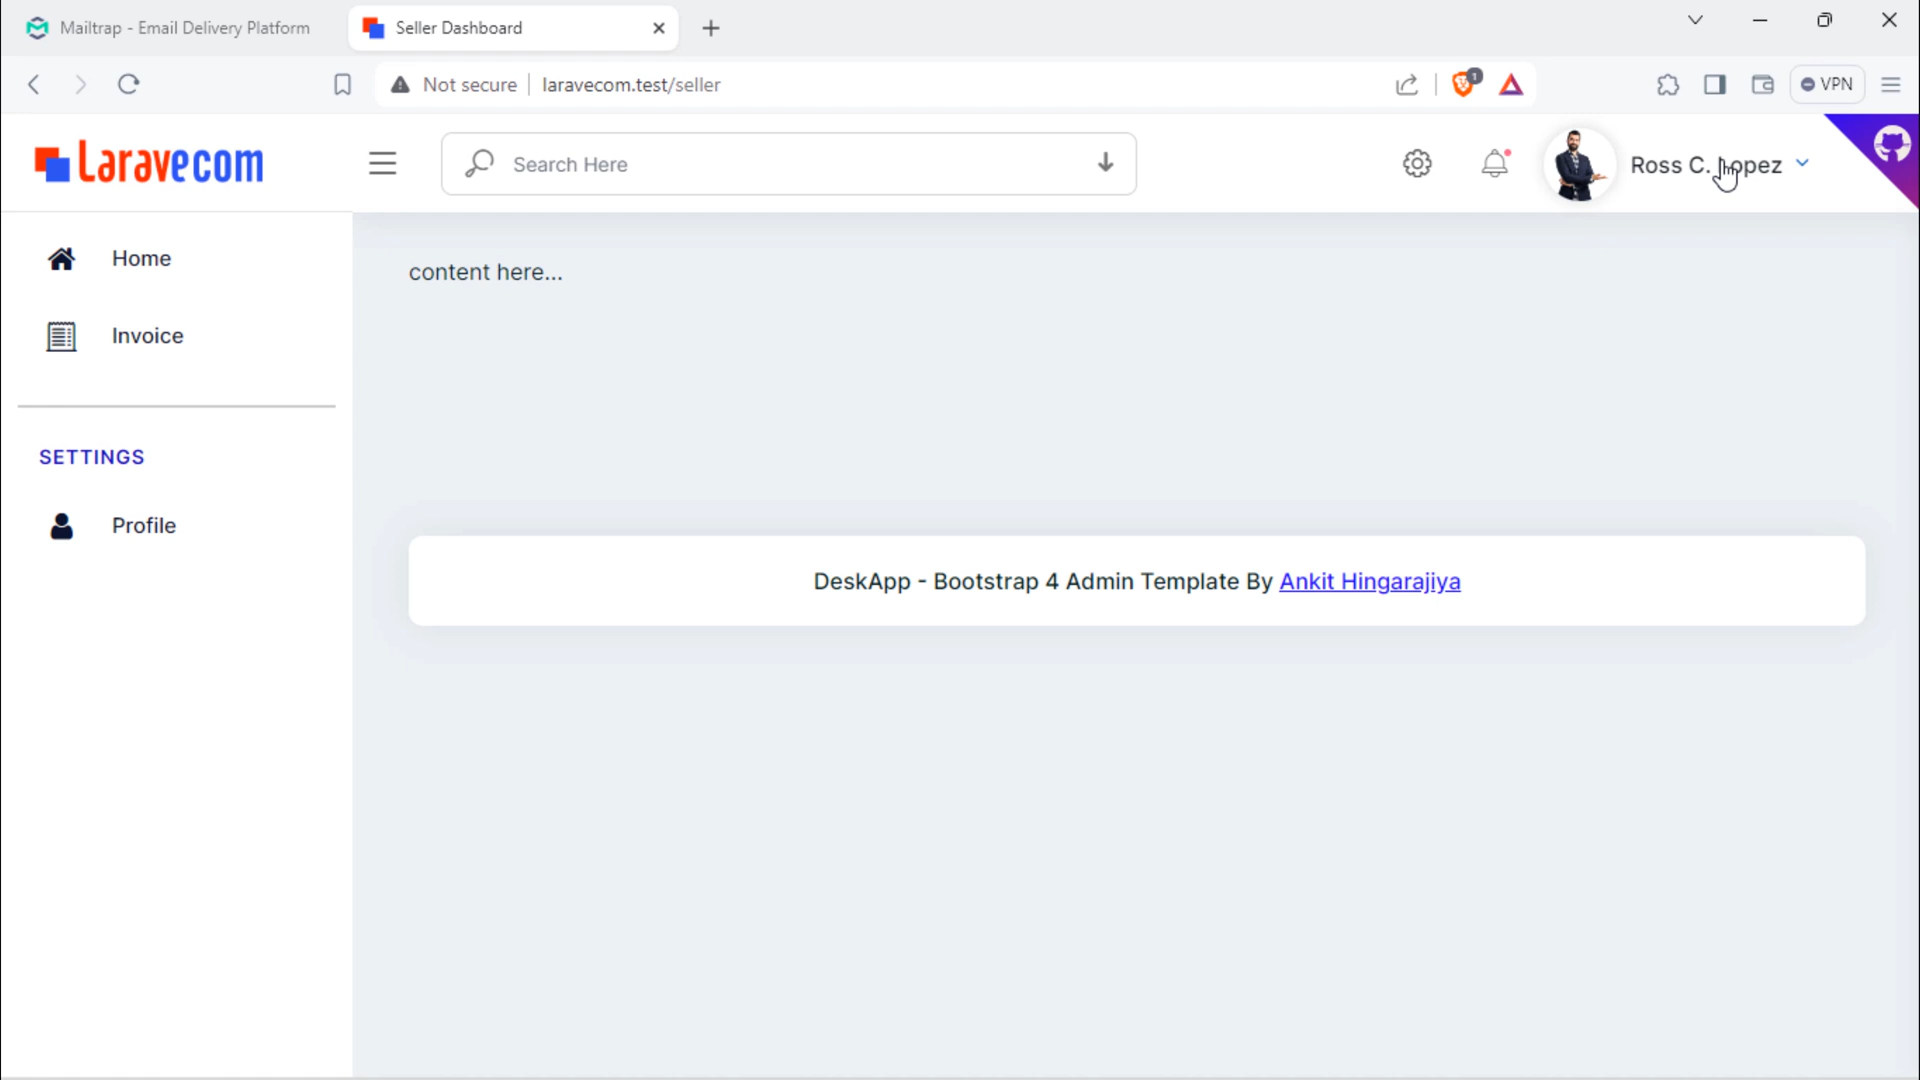 Mailtrap - Email Delivery Platform
Seller Dashboard
Not secure
laravecom.test/seller
1
VPN
Laravecom
Search Here
Ross C. Lopez
Home
content here...
Invoice
SETTINGS
Profile
DeskApp - Bootstrap 4 Admin Template By Ankit Hingarajiya